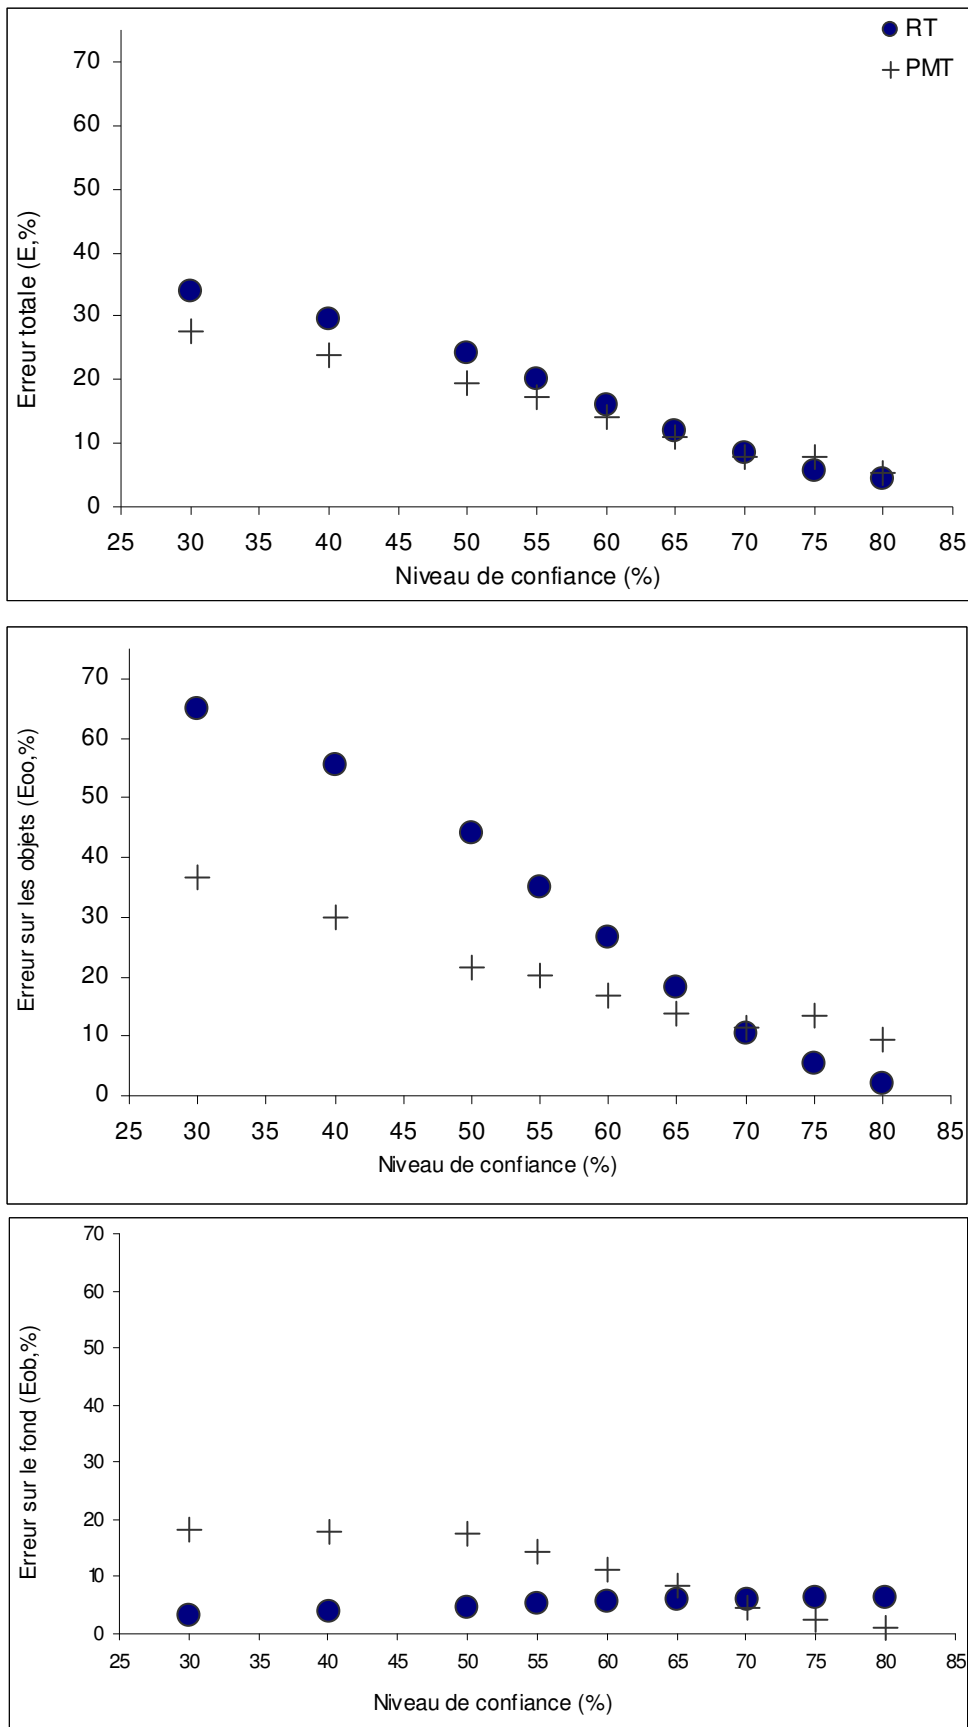 RT
PMT
70
60
50
40
30
20
10
0
Erreur totale (E,%)
25 30 35 40 45 50 55 60 65 70 75 80 85
Niveau de confiance (%)
70
60
50
40
30
20
10
0
Erreur sur les objets (Eoo,%)
25 30 35 40 45 50 55 60 65 70 75 80 85
Niveau de confiance (%)
70
60
50
40
30
20
10
0
Erreur sur le fond (Eob,%)
25 30 35 40 45 50 55 60 65 70 75 80 85
Niveau de confiance (%)